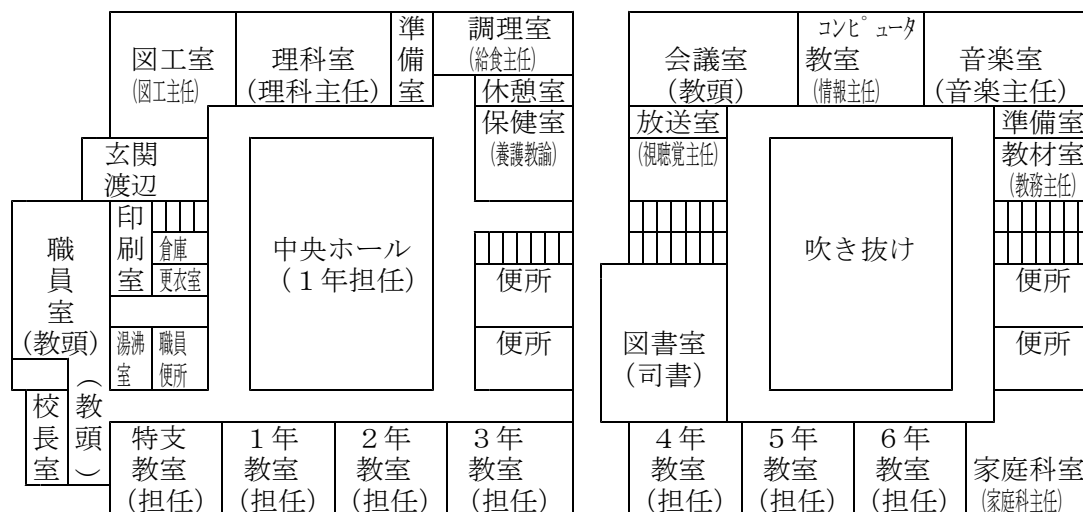 図工室
(図工主任)
理科室
(理科主任)
準備室
調理室
(給食主任)
休憩室
保健室
(養護教諭)
玄関
渡辺
職員室
(教頭)
印刷室
倉庫
更衣室
湯沸室
職員便所
中央ホール
(1年担任)
便所
便所
校長室
(教頭)
特支
教室
(担任)
1年
教室
(担任)
2年
教室
(担任)
3年
教室
(担任)
会議室
(教頭)
コンピュータ
教室
(情報主任)
音楽室
(音楽主任)
放送室
(視聴覚主任)
準備室
教材室
(教務主任)
吹き抜け
図書室
(司書)
便所
便所
4年
教室
(担任)
5年
教室
(担任)
6年
教室
(担任)
家庭科室
(家庭科主任)